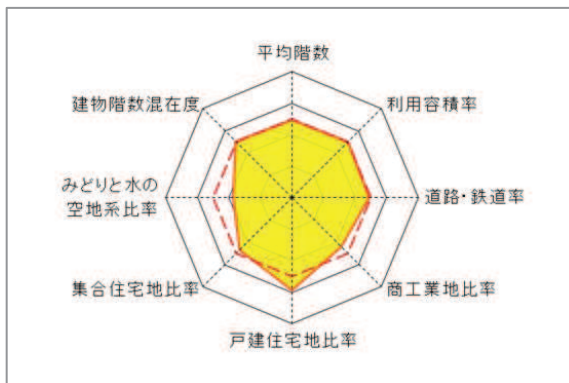 平均階数
建物階数混在度
利用容積率
みどりと水の
空地系比率
道路・鉄道率
集合住宅地比率
商工業地比率
戸建住宅地比率